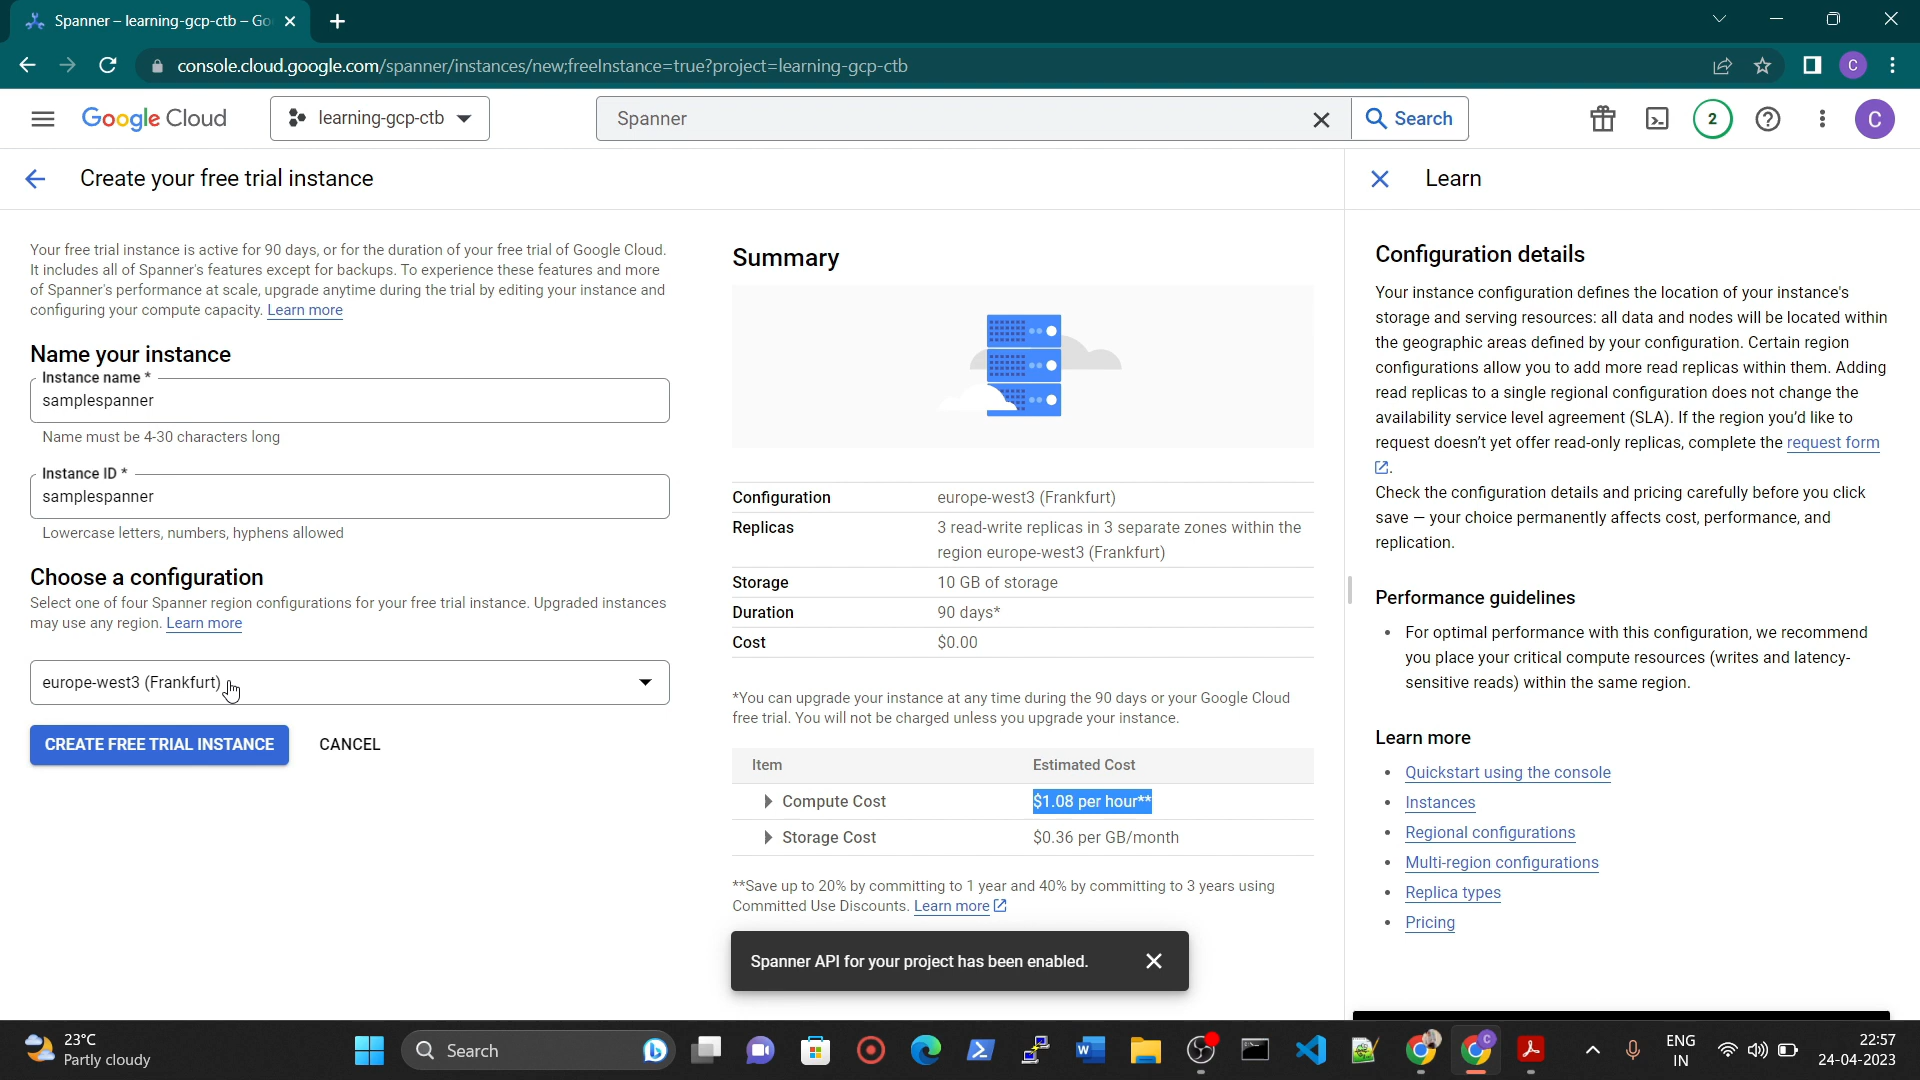 Spanner – learning-gcp-ctb – Go
console.cloud.google.com/spanner/instances/new;freeInstance=true?project=learning-gcp-ctb
C
Google Cloud
learning-gcp-ctb
Spanner
Search
2
C
Create your free trial instance
Your free trial instance is active for 90 days, or for the duration of your free trial of Google Cloud.
It includes all of Spanner's features except for backups. To experience these features and more
of Spanner's performance at scale, upgrade anytime during the trial by editing your instance and
configuring your compute capacity. Learn more
Name your instance
Instance name *
samplespanner
Name must be 4-30 characters long
Instance ID *
samplespanner
Lowercase letters, numbers, hyphens allowed
Choose a configuration
Select one of four Spanner region configurations for your free trial instance. Upgraded instances
may use any region. Learn more
europe-west3 (Frankfurt)
CREATE FREE TRIAL INSTANCE
CANCEL
Summary
Configuration europe-west3 (Frankfurt)
Replicas 3 read-write replicas in 3 separate zones within the
region europe-west3 (Frankfurt)
Storage 10 GB of storage
Duration 90 days*
Cost $0.00
*You can upgrade your instance at any time during the 90 days or your Google Cloud
free trial. You will not be charged unless you upgrade your instance.
Item Estimated Cost
Compute Cost $1.08 per hour**
Storage Cost $0.36 per GB/month
**Save up to 20% by committing to 1 year and 40% by committing to 3 years using
Committed Use Discounts. Learn more
Spanner API for your project has been enabled.
Learn
Configuration details
Your instance configuration defines the location of your instance's
storage and serving resources: all data and nodes will be located within
the geographic areas defined by your configuration. Certain region
configurations allow you to add more read replicas within them. Adding
read replicas to a single regional configuration does not change the
availability service level agreement (SLA). If the region you'd like to
request doesn't yet offer read-only replicas, complete the request form
.
Check the configuration details and pricing carefully before you click
save – your choice permanently affects cost, performance, and
replication.
Performance guidelines
• For optimal performance with this configuration, we recommend
you place your critical compute resources (writes and latency-
sensitive reads) within the same region.
Learn more
• Quickstart using the console
• Instances
• Regional configurations
• Multi-region configurations
• Replica types
• Pricing
23°C
Partly cloudy
Search
ENG
IN
22:57
24-04-2023